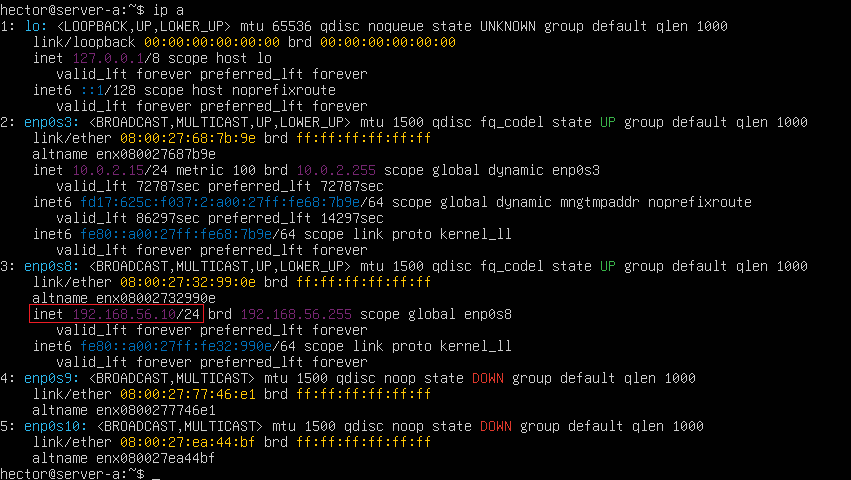 hector@server-a:~$ ip a
1: lo: <LOOPBACK,UP,LOWER_UP> mtu 65536 qdisc noqueue state UNKNOWN group default qlen 1000
    link/loopback 00:00:00:00:00:00 brd 00:00:00:00:00:00
    inet 127.0.0.1/8 scope host lo
       valid_lft forever preferred_lft forever
    inet6 ::1/128 scope host noprefixroute
       valid_lft forever preferred_lft forever
2: enp0s3: <BROADCAST,MULTICAST,UP,LOWER_UP> mtu 1500 qdisc fq_codel state UP group default qlen 1000
    link/ether 08:00:27:68:7b:9e brd ff:ff:ff:ff:ff:ff
    altname enx080027687b9e
    inet 10.0.2.15/24 metric 100 brd 10.0.2.255 scope global dynamic enp0s3
       valid_lft 72787sec preferred_lft 72787sec
    inet6 fd17:625c:f037:2:a00:27ff:fe68:7b9e/64 scope global dynamic mngtmpaddr noprefixroute
       valid_lft 86297sec preferred_lft 14297sec
    inet6 fe80::a00:27ff:fe68:7b9e/64 scope link proto kernel_ll
       valid_lft forever preferred_lft forever
3: enp0s8: <BROADCAST,MULTICAST,UP,LOWER_UP> mtu 1500 qdisc fq_codel state UP group default qlen 1000
    link/ether 08:00:27:32:99:0e brd ff:ff:ff:ff:ff:ff
    altname enx08002732990e
    inet 192.168.56.10/24 brd 192.168.56.255 scope global enp0s8
       valid_lft forever preferred_lft forever
    inet6 fe80::a00:27ff:fe32:990e/64 scope link proto kernel_ll
       valid_lft forever preferred_lft forever
4: enp0s9: <BROADCAST,MULTICAST> mtu 1500 qdisc noop state DOWN group default qlen 1000
    link/ether 08:00:27:77:46:e1 brd ff:ff:ff:ff:ff:ff
    altname enx0800277746e1
5: enp0s10: <BROADCAST,MULTICAST> mtu 1500 qdisc noop state DOWN group default qlen 1000
    link/ether 08:00:27:ea:44:bf brd ff:ff:ff:ff:ff:ff
    altname enx080027ea44bf
hector@server-a:~$ _